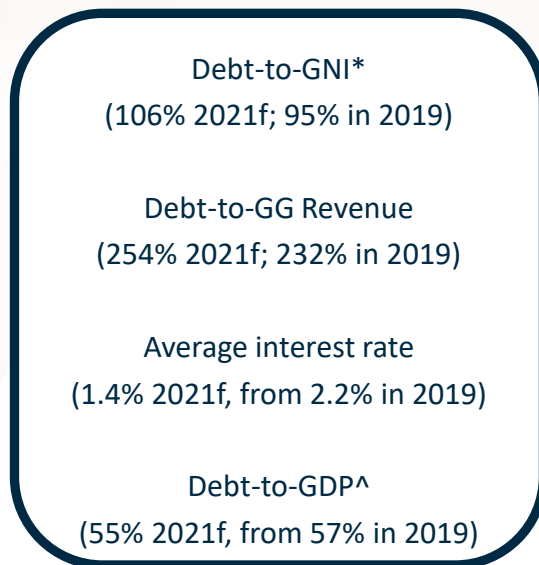 Debt-to-GNI*
(106% 2021f; 95% in 2019)
Debt-to-GG Revenue
(254% 2021f; 232% in 2019)
Average interest rate
(1.4% 2021f, from 2.2% in 2019)
Debt-to-GDP^
(55% 2021f, from 57% in 2019)